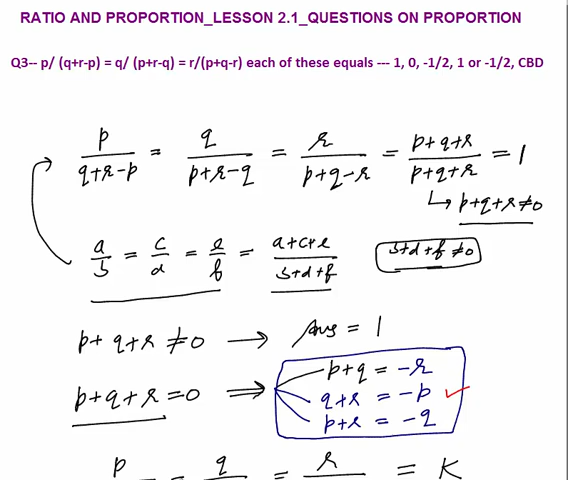 RATIO AND PROPORTION_LESSON 2.1_QUESTIONS ON PROPORTION
Q3-- p/ (q+r-p) = q/ (p+r-q) = r/(p+q-r) each of these equals --- 1, 0, -1/2, 1 or -1/2, CBD
p/(q+r-p) = q/(p+r-q) = r/(p+q-r) = (p+q+r)/(p+q+r) = 1
↳ p+q+r≠0
a/b = c/d = e/f = (a+c+e)/(b+d+f) b+d+f≠0
p+q+r≠0 → Ans = 1
p+q = -r
p+q+r=0 ⇒ q+r = -p ✓
p+r = -q
p = q = r = K